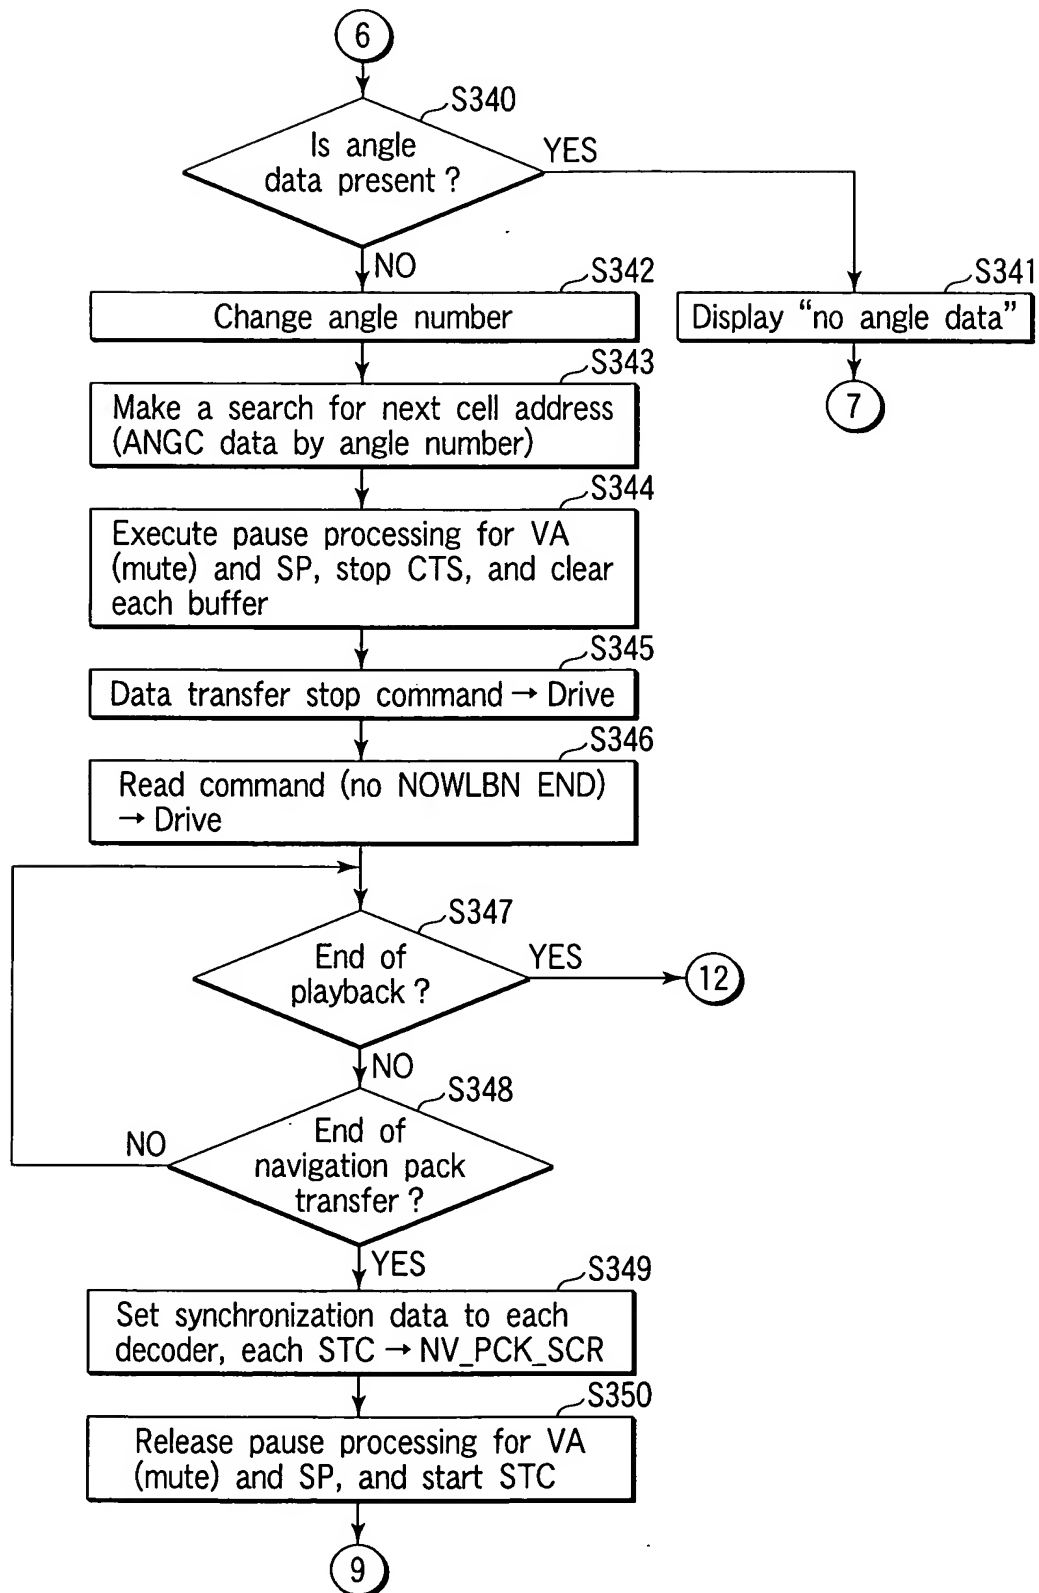 6
S340
Is angle
data present ?
YES
NO
S342
Change angle number
S341
Display “no angle data”
7
S343
Make a search for next cell address
(ANGC data by angle number)
S344
Execute pause processing for VA
(mute) and SP, stop CTS, and clear
each buffer
S345
Data transfer stop command → Drive
S346
Read command (no NOWLBN END)
→ Drive
S347
End of
playback ?
YES
12
NO
S348
End of
navigation pack
transfer ?
NO
YES
S349
Set synchronization data to each
decoder, each STC → NV_PCK_SCR
S350
Release pause processing for VA
(mute) and SP, and start STC
9